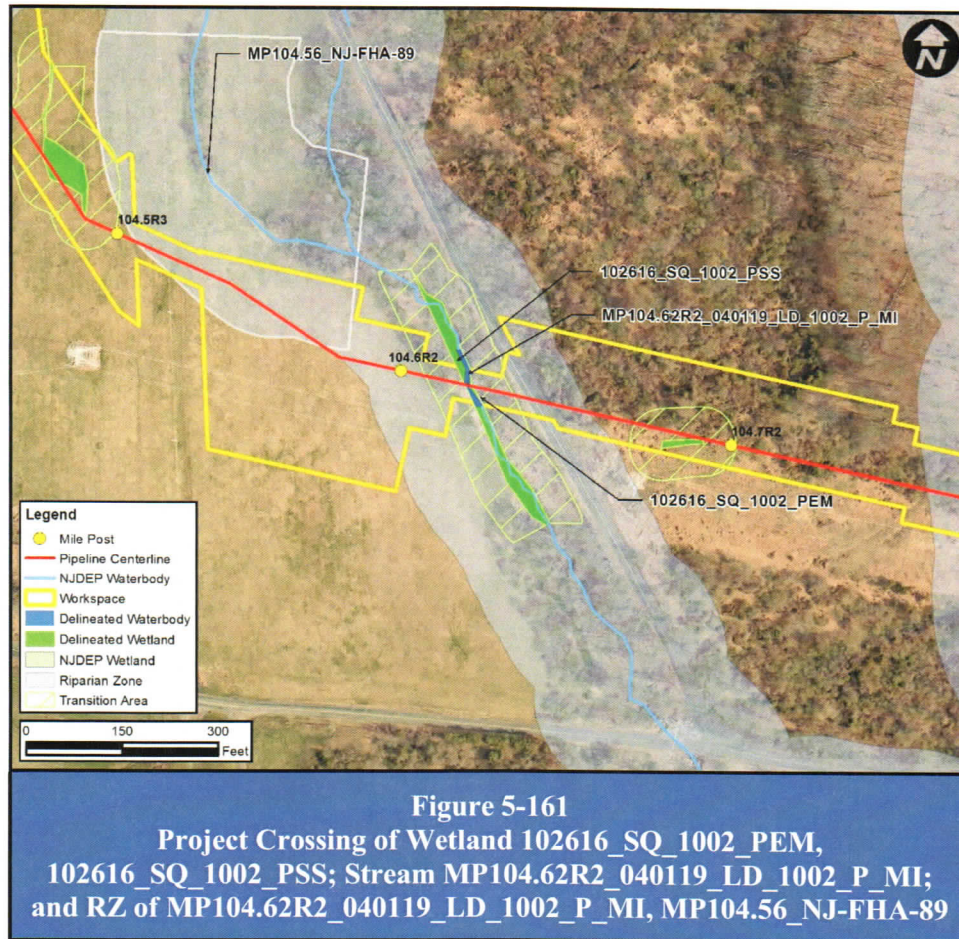 MP104.56_NJ-FHA-89
N
104.5R3
102616_SQ_1002_PSS
MP104.62R2_040119_LD_1002_P_MI
104.6R2
104.7R2
102616_SQ_1002_PEM
Legend
Mile Post
Pipeline Centerline
NJDEP Waterbody
Workspace
Delineated Waterbody
Delineated Wetland
NJDEP Wetland
Riparian Zone
Transition Area
0 150 300
Feet
Figure 5-161
Project Crossing of Wetland 102616_SQ_1002_PEM,
102616_SQ_1002_PSS; Stream MP104.62R2_040119_LD_1002_P_MI;
and RZ of MP104.62R2_040119_LD_1002_P_MI, MP104.56_NJ-FHA-89